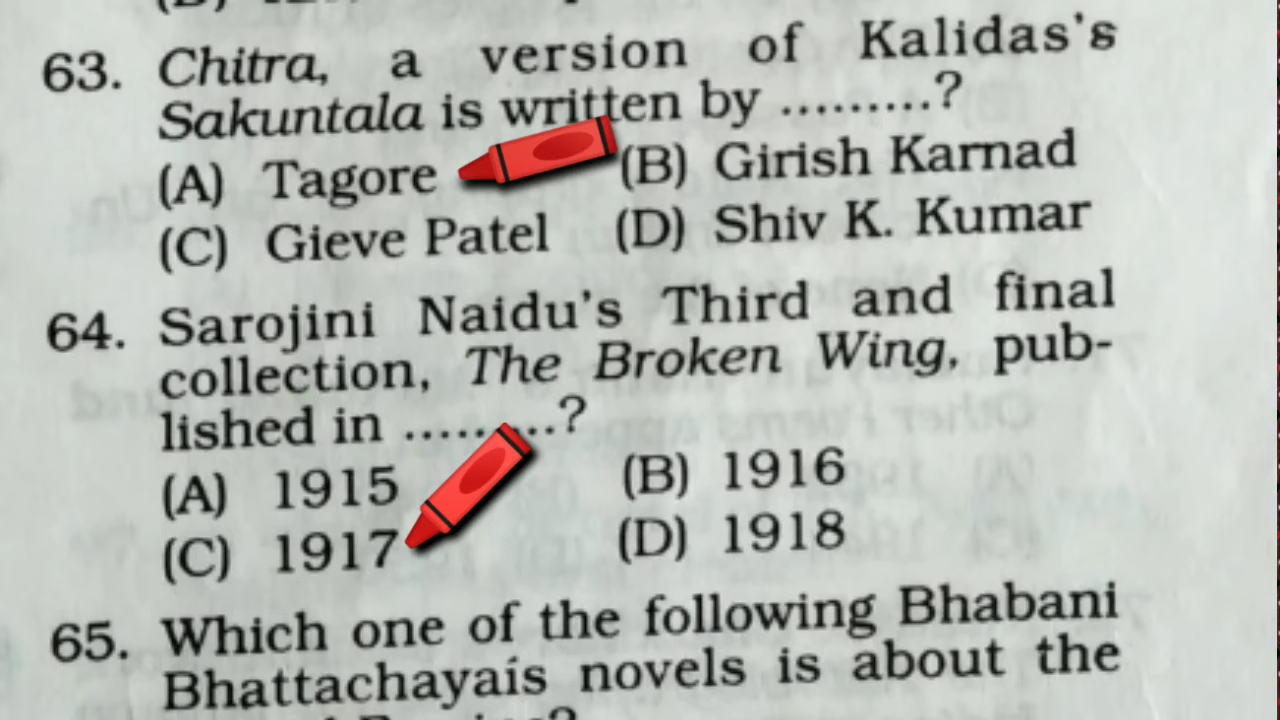 63. Chitra, a version of Kalidas's
Sakuntala is written by .........?
(A) Tagore (B) Girish Karnad
(C) Gieve Patel (D) Shiv K. Kumar
64. Sarojini Naidu's Third and final
collection, The Broken Wing, pub-
lished in .........?
(A) 1915 (B) 1916
(C) 1917 (D) 1918
65. Which one of the following Bhabani
Bhattachayaís novels is about the